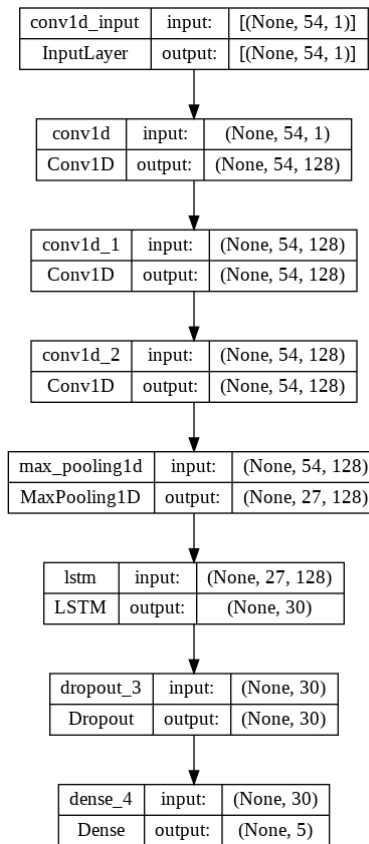 conv1d_input input: [(None, 54, 1)]
InputLayer output: [(None, 54, 1)]
conv1d input: (None, 54, 1)
Conv1D output: (None, 54, 128)
conv1d_1 input: (None, 54, 128)
Conv1D output: (None, 54, 128)
conv1d_2 input: (None, 54, 128)
Conv1D output: (None, 54, 128)
max_pooling1d input: (None, 54, 128)
MaxPooling1D output: (None, 27, 128)
lstm input: (None, 27, 128)
LSTM output: (None, 30)
dropout_3 input: (None, 30)
Dropout output: (None, 30)
dense_4 input: (None, 30)
Dense output: (None, 5)